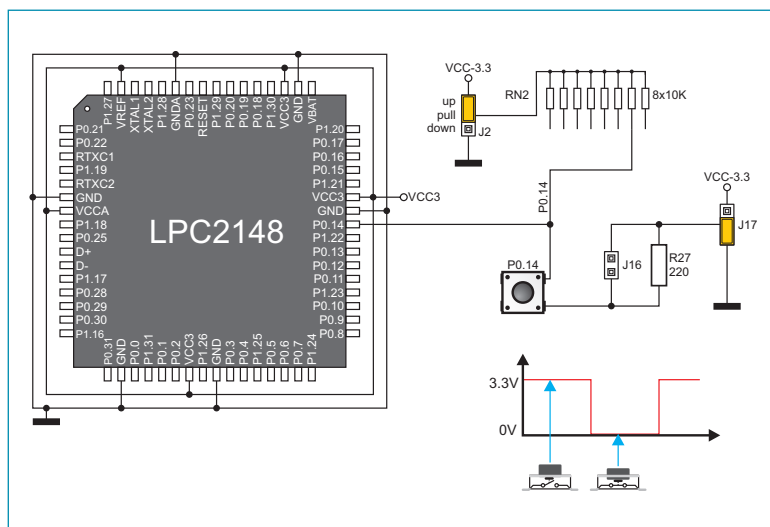 VCC-3.3
RN2
8x10K
up
pull
down
J2
P1.27
VREF
XTAL1
XTAL2
P1.28
GNDA
P0.23
RESET
P1.29
P0.20
P0.19
P0.18
P1.30
VCC3
GND
VBAT
P0.21
P0.22
RTXC1
P1.19
RTXC2
GND
VCCA
P1.18
P0.25
D+
D-
P1.17
P0.28
P0.29
P0.30
P1.16
LPC2148
P1.20
P0.17
P0.16
P0.15
P1.21
VCC3
GND
P0.14
P1.22
P0.13
P0.12
P0.11
P1.23
P0.10
P0.9
P0.8
P0.31
GND
P0.0
P1.31
P0.1
P0.2
VCC3
P1.26
GND
P0.3
P0.4
P1.25
P0.5
P0.6
P0.7
P1.24
VCC3
P0.14
VCC-3.3
J17
P0.14
J16
R27
220
3.3V
0V